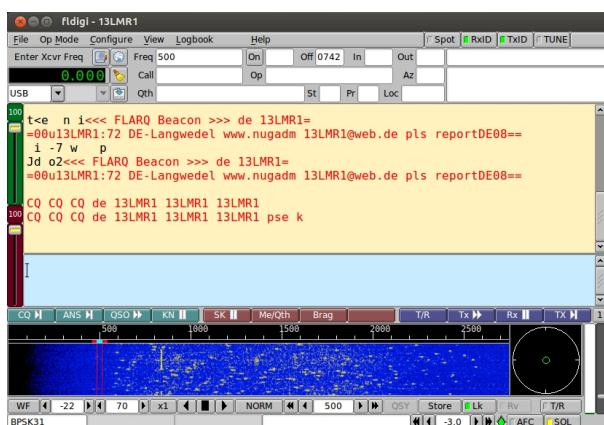 fldigi - 13LMR1
File Op Mode Configure View Logbook Help Spot RxID TxID TUNE
Enter Xcvr Freq Freq 500 On Off 0742 In Out
0.000 Call Op Az
USB Qth St Pr Loc
100
t<e n i<<< FLARQ Beacon >>> de 13LMR1=
=00u13LMR1:72 DE-Langwedel www.nugadm 13LMR1@web.de pls reportDE08==
i -7 w p
Jd o2<<< FLARQ Beacon >>> de 13LMR1=
=00u13LMR1:72 DE-Langwedel www.nugadm 13LMR1@web.de pls reportDE08==
CQ CQ CQ de 13LMR1 13LMR1 13LMR1
100
CQ CQ CQ de 13LMR1 13LMR1 13LMR1 pse k
CQ ANS QSO KN SK Me/Qth Brag T/R Tx Rx TX 1
500 1000 1500 2000 2500
WF -22 70 x1 NORM 500 QSY Store Lk Rv T/R
BPSK31 -3.0 AFC SQL